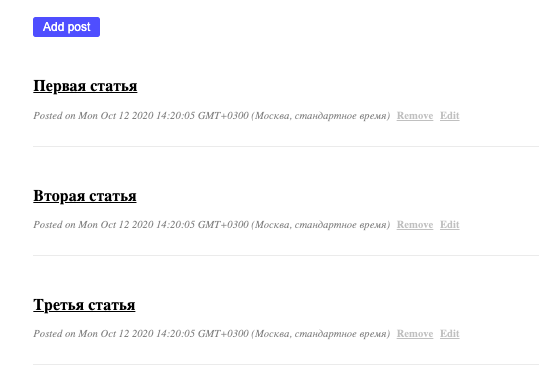 Add post
Первая статья
Posted on Mon Oct 12 2020 14:20:05 GMT+0300 (Москва, стандартное время) Remove Edit
Вторая статья
Posted on Mon Oct 12 2020 14:20:05 GMT+0300 (Москва, стандартное время) Remove Edit
Третья статья
Posted on Mon Oct 12 2020 14:20:05 GMT+0300 (Москва, стандартное время) Remove Edit